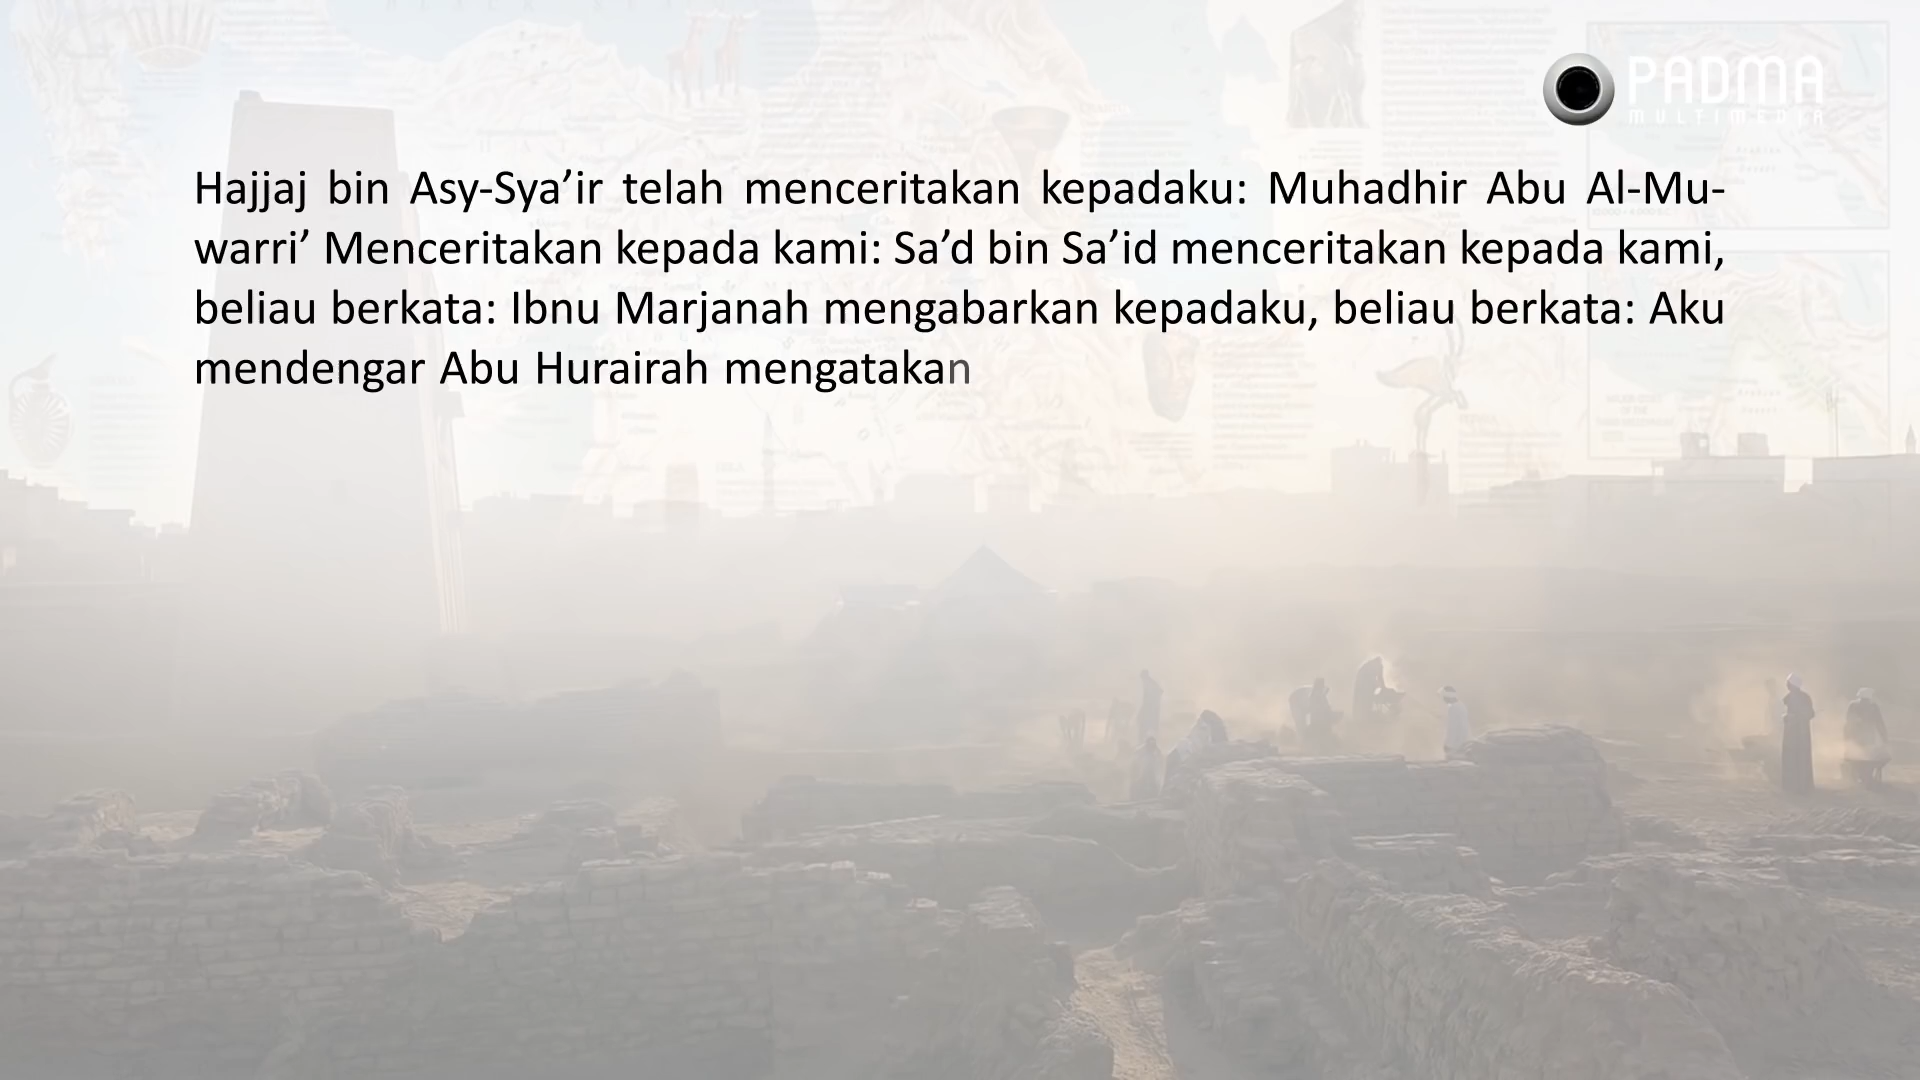 PADMA
MULTIMEDIA
Hajjaj bin Asy-Sya’ir telah menceritakan kepadaku: Muhadhir Abu Al-Mu-
warri’ Menceritakan kepada kami: Sa’d bin Sa’id menceritakan kepada kami,
beliau berkata: Ibnu Marjanah mengabarkan kepadaku, beliau berkata: Aku
mendengar Abu Hurairah mengatakan